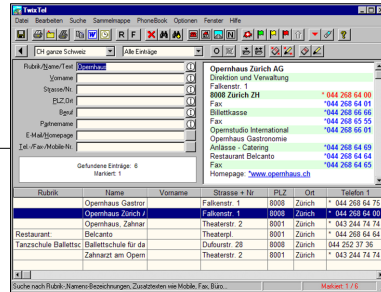 TwixTel
Datei Bearbeiten Suche Sammelmappe PhoneBook Optionen Fenster Hilfe
CH ganze Schweiz
Alle Einträge
Rubrik/Name/Text Opernhaus
Vorname
Strasse/Nr.
PLZ,Ort
Beruf
Partnername
E-Mail/Homepage
Tel.-/Fax-/Mobile-Nr.
Gefundene Einträge: 6
Markiert: 1
Opernhaus Zürich AG
Direktion und Verwaltung
Falkenstr. 1
8008 Zürich ZH * 044 268 64 00
Fax 044 268 64 01
Billettkasse 044 268 66 66
Fax 044 268 65 55
Opernstudio International * 044 268 66 01
Opernhaus Gastronomie
Anlässe - Catering 044 268 64 69
Restaurant Belcanto 044 268 64 64
Fax 044 268 64 65
Homepage: *www.opernhaus.ch
Rubrik Name Vorname Strasse + Nr PLZ Ort Telefon 1
Opernhaus Gastror Falkenstr. 1 8008 Zürich * 044 268 64 75
Opernhaus Zürich / Falkenstr. 1 8008 Zürich * 044 268 64 00
Opernhaus, Zahnar Theaterstr. 2 8001 Zürich * 043 244 74 74
Restaurant: Belcanto Theaterpl. 8001 Zürich * 044 268 64 64
Tanzschule Balletts Ballettschule für da Dufourstr. 28 8008 Zürich 044 252 37 36
Zahnarzt am Opern Theaterstr. 2 8001 Zürich * 043 244 74 74
Suche nach Rubrik-,Namens-Bezeichnungen, Zusatztexten wie Mobile, Fax, Büro...
Markiert: 1 / 6